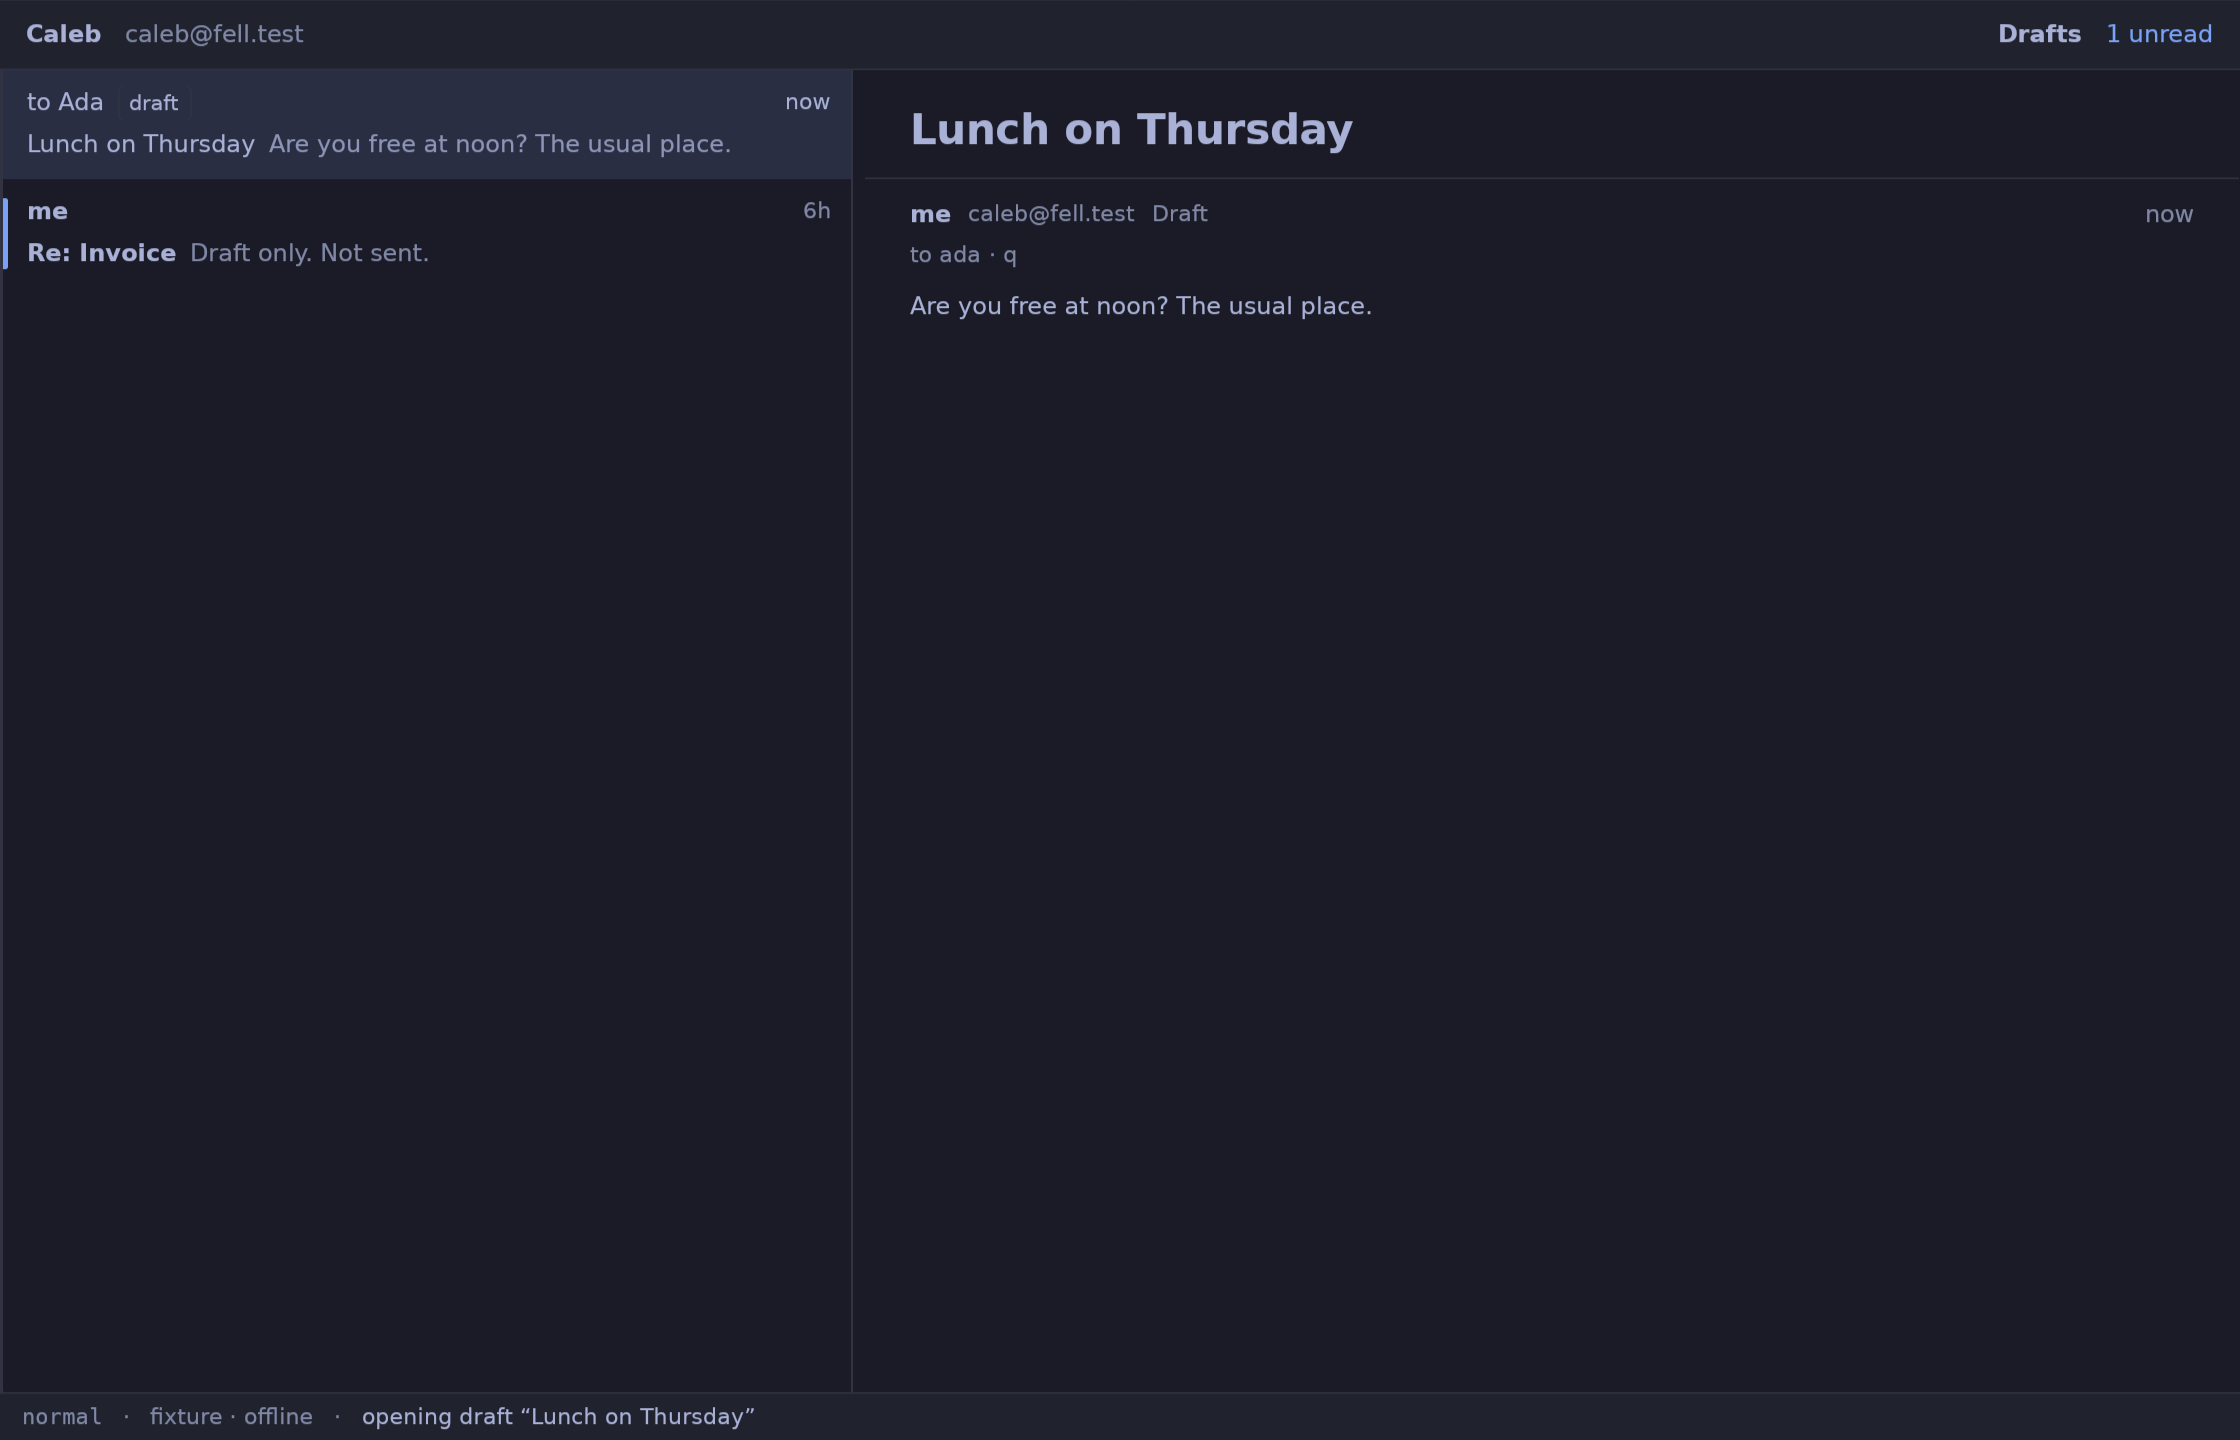 Caleb caleb@fell.test Drafts 1 unread
to Ada draft now
Lunch on Thursday Are you free at noon? The usual place.
me 6h
Re: Invoice Draft only. Not sent.
Lunch on Thursday
me caleb@fell.test Draft now
to ada · q
Are you free at noon? The usual place.
normal · fixture · offline · opening draft “Lunch on Thursday”